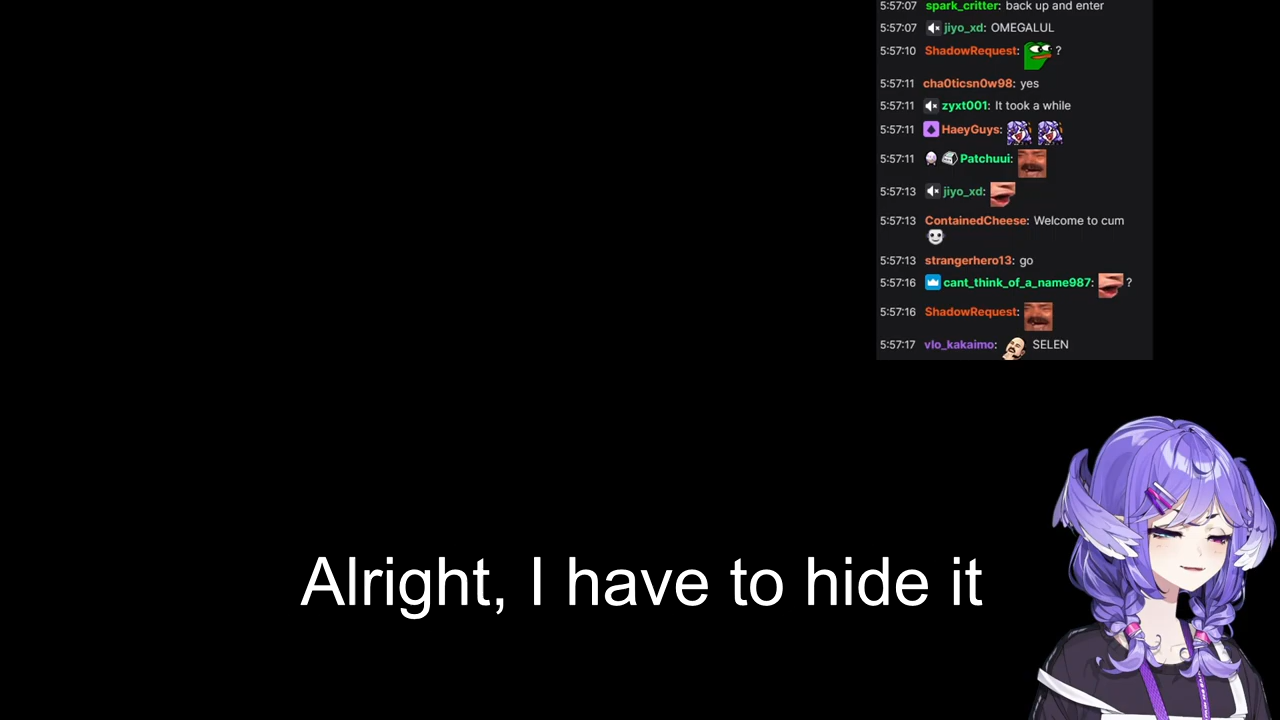 5:57:07 spark_critter: back up and enter
5:57:07 jiyo_xd: OMEGALUL
5:57:10 ShadowRequest: ?
5:57:11 cha0ticsn0w98: yes
5:57:11 zyxt001: It took a while
5:57:11 HaeyGuys:
5:57:11 Patchuui:
5:57:13 jiyo_xd:
5:57:13 ContainedCheese: Welcome to cum
5:57:13 strangerhero13: go
5:57:16 cant_think_of_a_name987: ?
5:57:16 ShadowRequest:
5:57:17 vlo_kakaimo: SELEN
Alright, I have to hide it